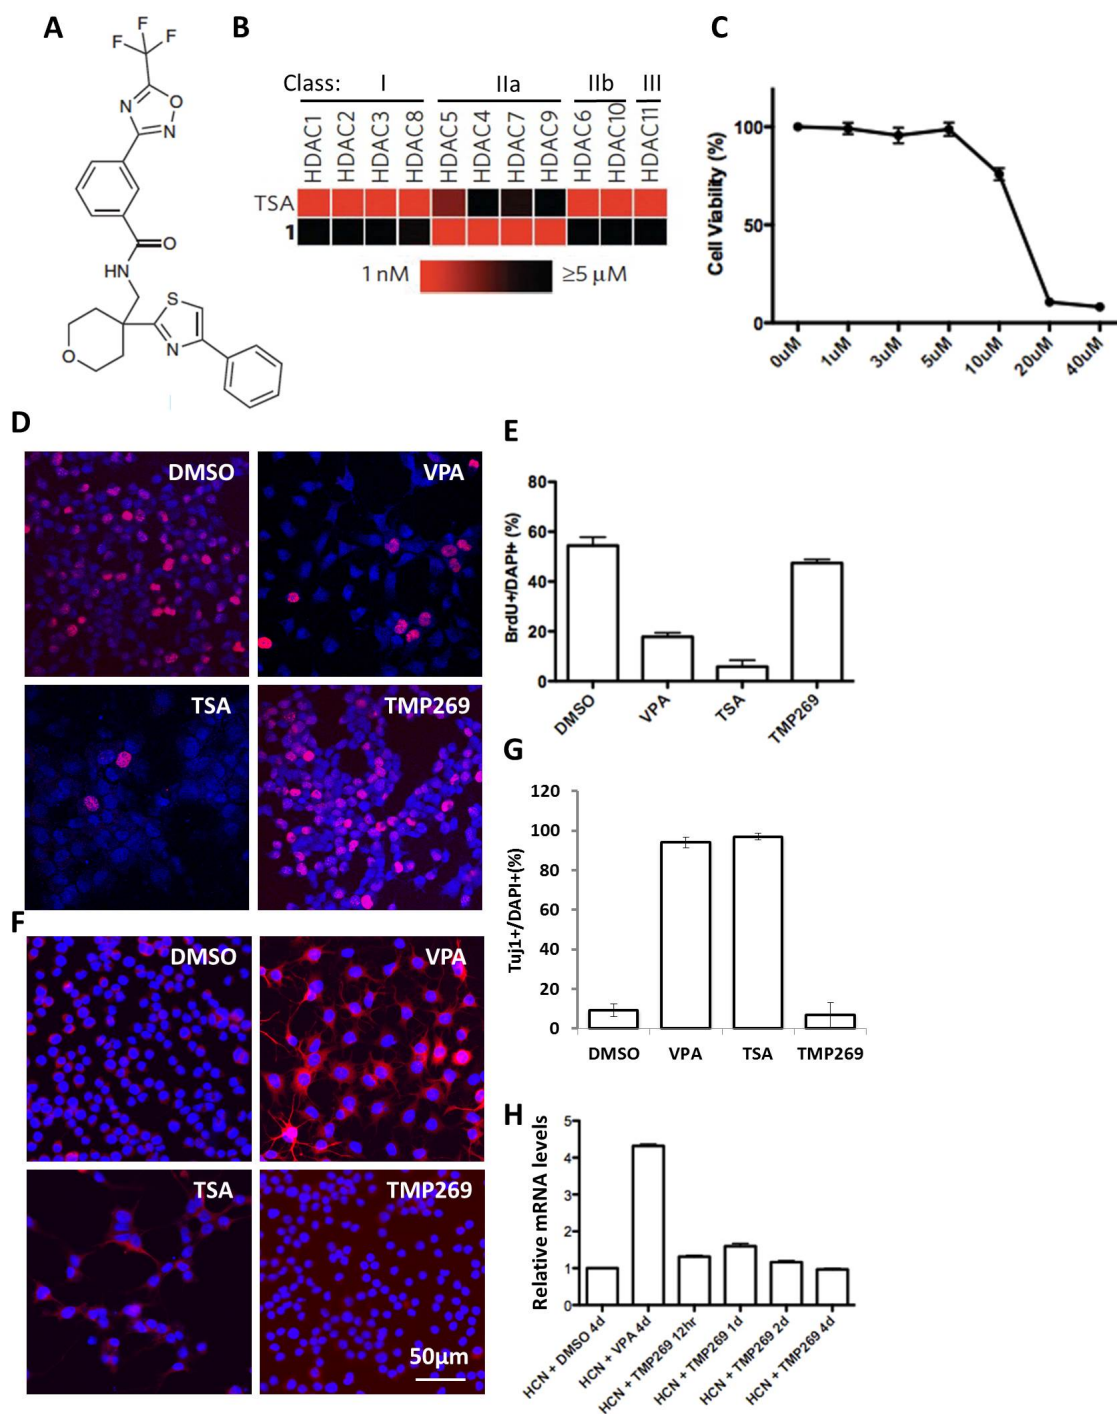 A
F
F
F
N
O
N
O
HN
S
N
O
B
Class: I IIa IIb III
HDAC1 HDAC2 HDAC3 HDAC8 HDAC5 HDAC4 HDAC7 HDAC9 HDAC6 HDAC10 HDAC11
TSA
1
1 nM ≥5 µM
C
Cell Viability (%)
100
50
0
0uM 1uM 3uM 5uM 10uM 20uM 40uM
D
DMSO VPA
TSA TMP269
E
BrdU+/DAPI+ (%)
80
60
40
20
0
DMSO VPA TSA TMP269
F
DMSO VPA
TSA TMP269
50µm
G
Tuj1+/DAPI+(%)
120
100
80
60
40
20
0
DMSO VPA TSA TMP269
H
Relative mRNA levels
5
4
3
2
1
0
HCN + DMSO 4d
HCN + VPA 4d
HCN + TMP269 12hr
HCN + TMP269 1d
HCN + TMP269 2d
HCN + TMP269 4d